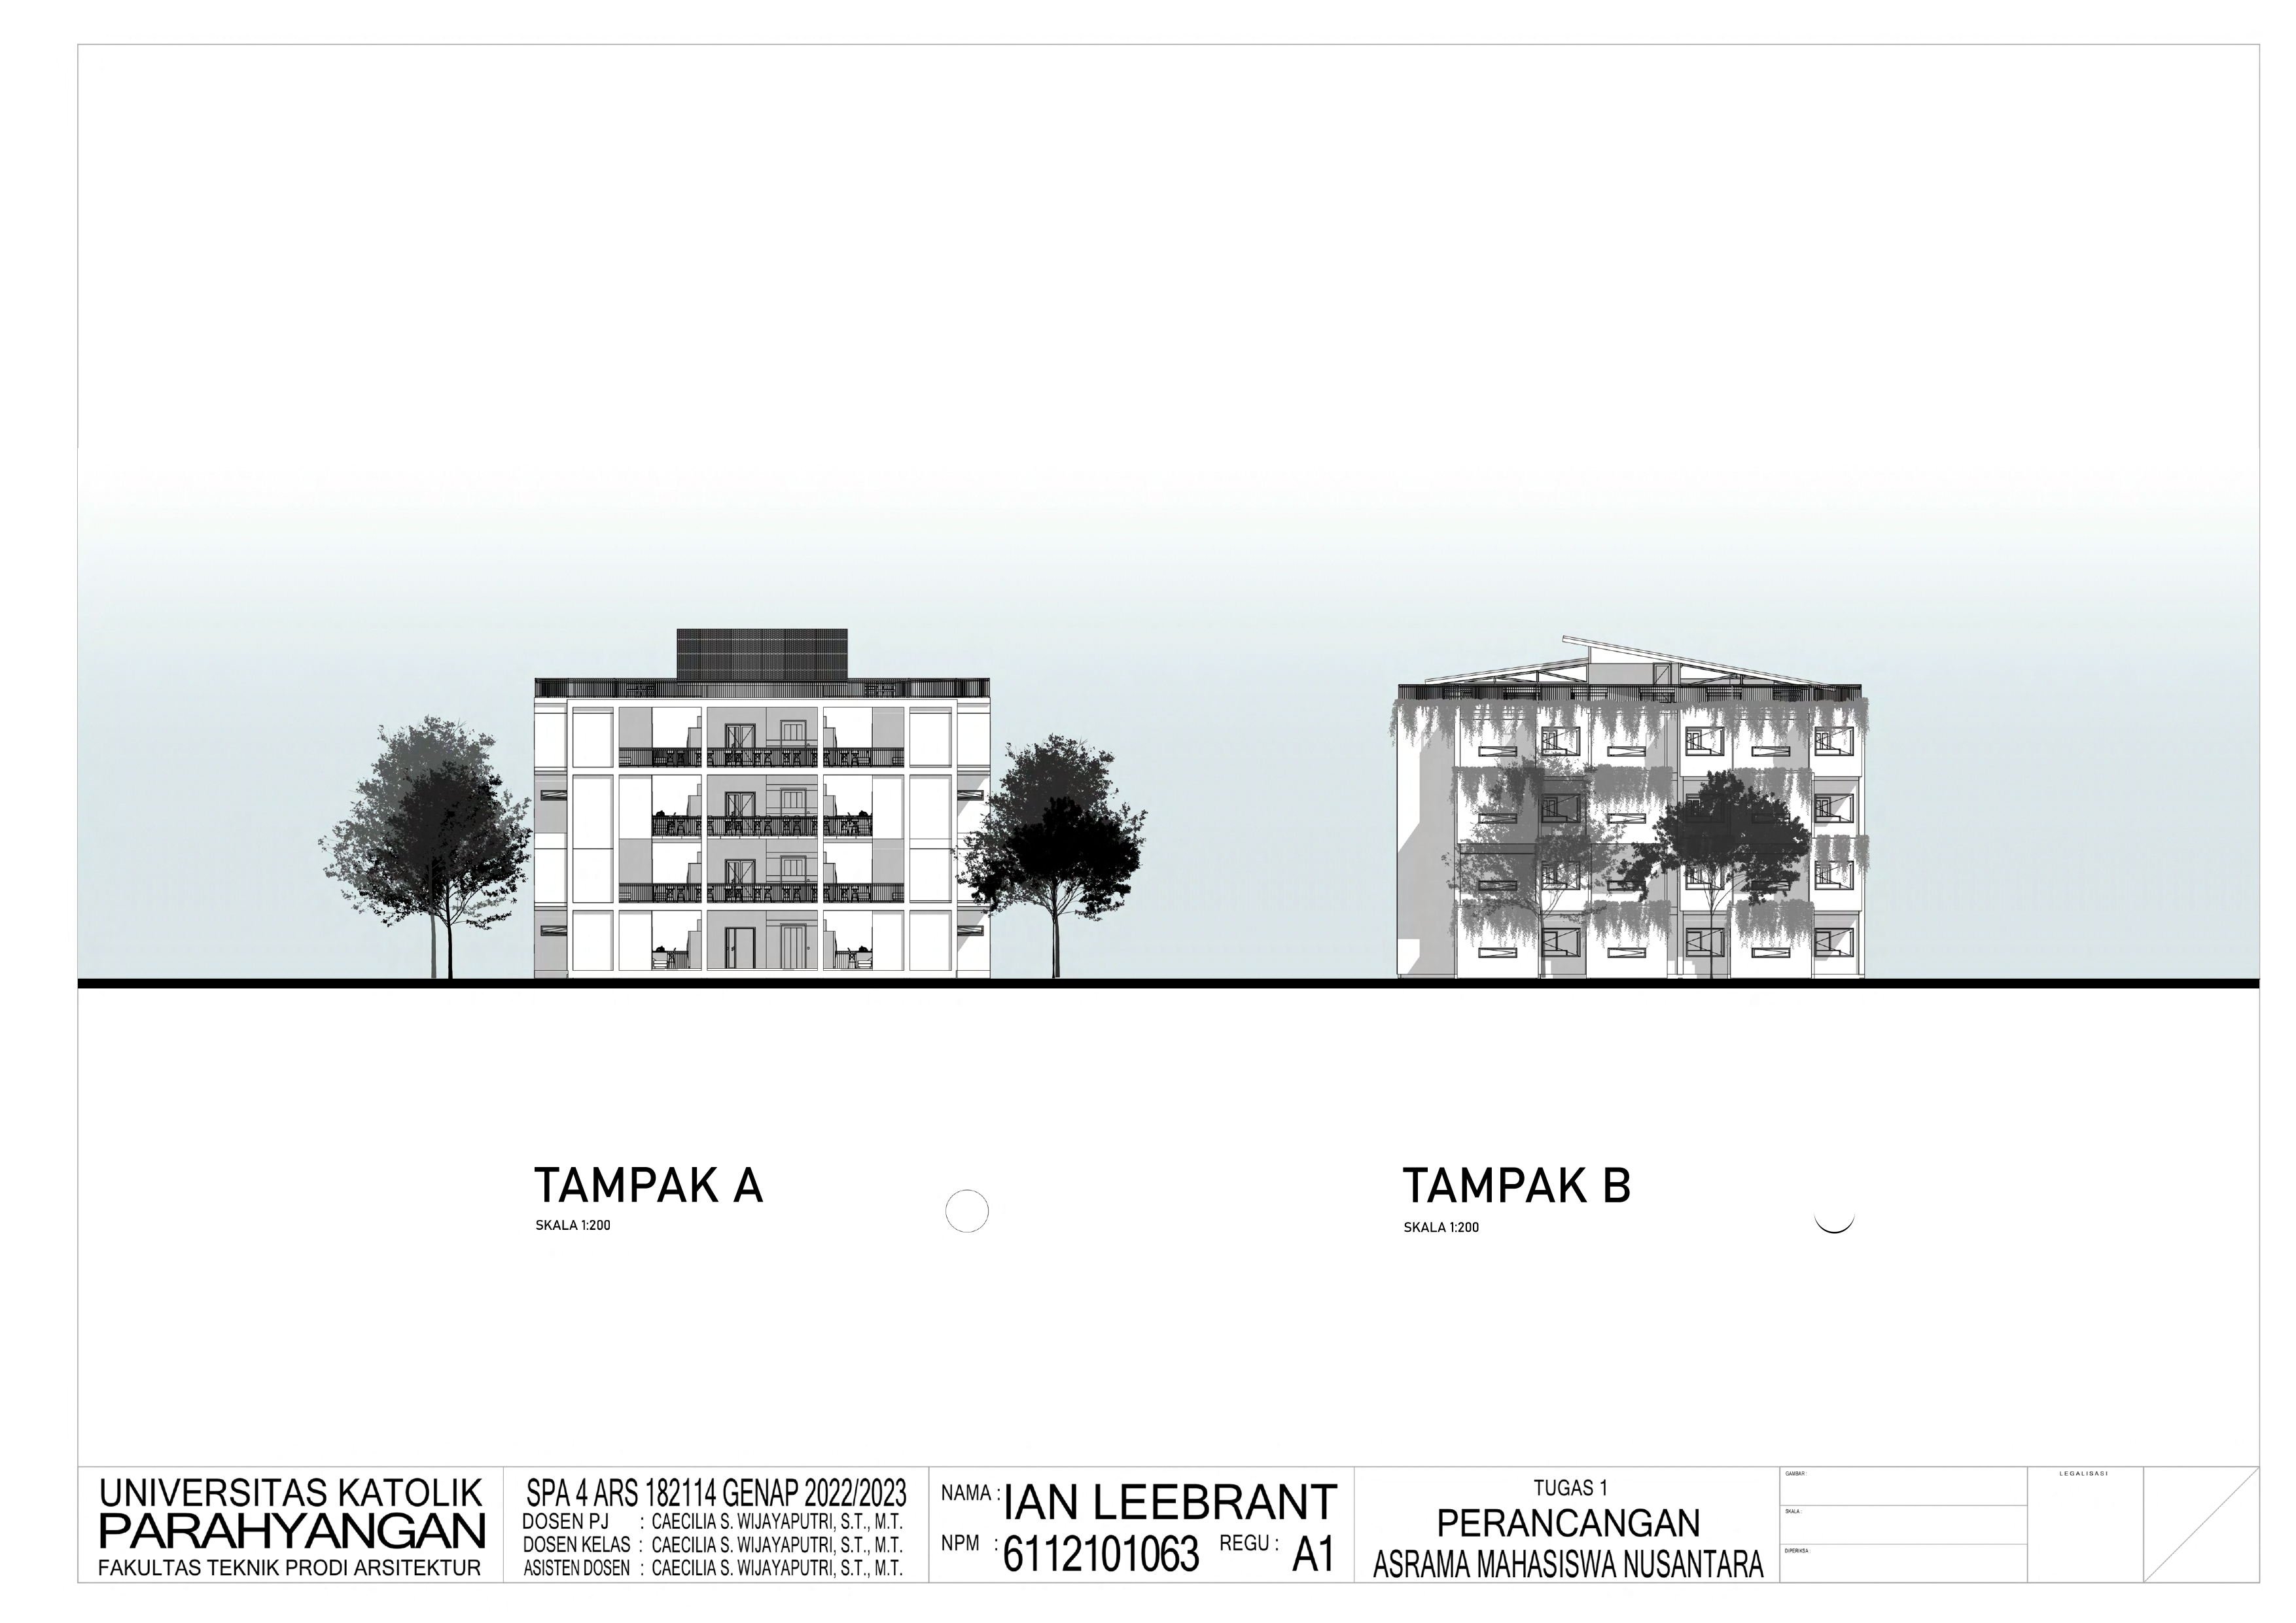 TAMPAK A
SKALA 1:200
TAMPAK B
SKALA 1:200
UNIVERSITAS KATOLIK
PARAHYANGAN
FAKULTAS TEKNIK PRODI ARSITEKTUR
SPA 4 ARS 182114 GENAP 2022/2023
DOSEN PJ : CAECILIA S. WIJAYAPUTRI, S.T., M.T.
DOSEN KELAS : CAECILIA S. WIJAYAPUTRI, S.T., M.T.
ASISTEN DOSEN : CAECILIA S. WIJAYAPUTRI, S.T., M.T.
NAMA : IAN LEEBRANT
NPM : 6112101063 REGU : A1
TUGAS 1
PERANCANGAN
ASRAMA MAHASISWA NUSANTARA
GAMBAR :
SKALA :
DIPERIKSA :
LEGALISASI